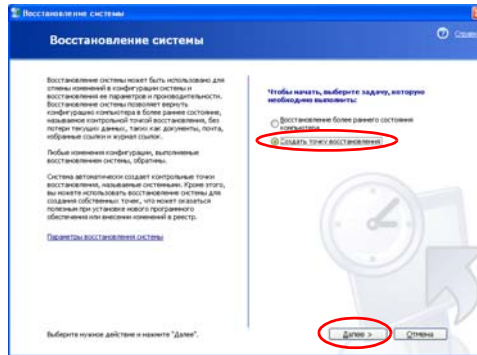 Восстановление системы
Восстановление системы
Справка
Восстановление системы может быть использовано для
отмены изменений в конфигурации системы и
восстановления ее параметров и производительности.
Восстановление системы позволяет вернуть
конфигурацию компьютера в более раннее состояние,
называемое контрольной точкой восстановления, без
потери текущих данных, таких как документы, почта,
избранные ссылки и журнал ссылок.
Любые изменения конфигурации, выполняемые
восстановлением системы, обратимы.
Система автоматически создает контрольные точки
восстановления, называемые системными. Кроме этого,
вы можете использовать восстановление системы для
создания собственных точек, что может оказаться
полезным при установке нового программного
обеспечения или внесении изменений в реестр.
Параметры восстановления системы
Чтобы начать, выберите задачу, которую
необходимо выполнить:
Восстановление более раннего состояния
компьютера
Создать точку восстановления
Выберите нужное действие и нажмите "Далее".
Далее >
Отмена